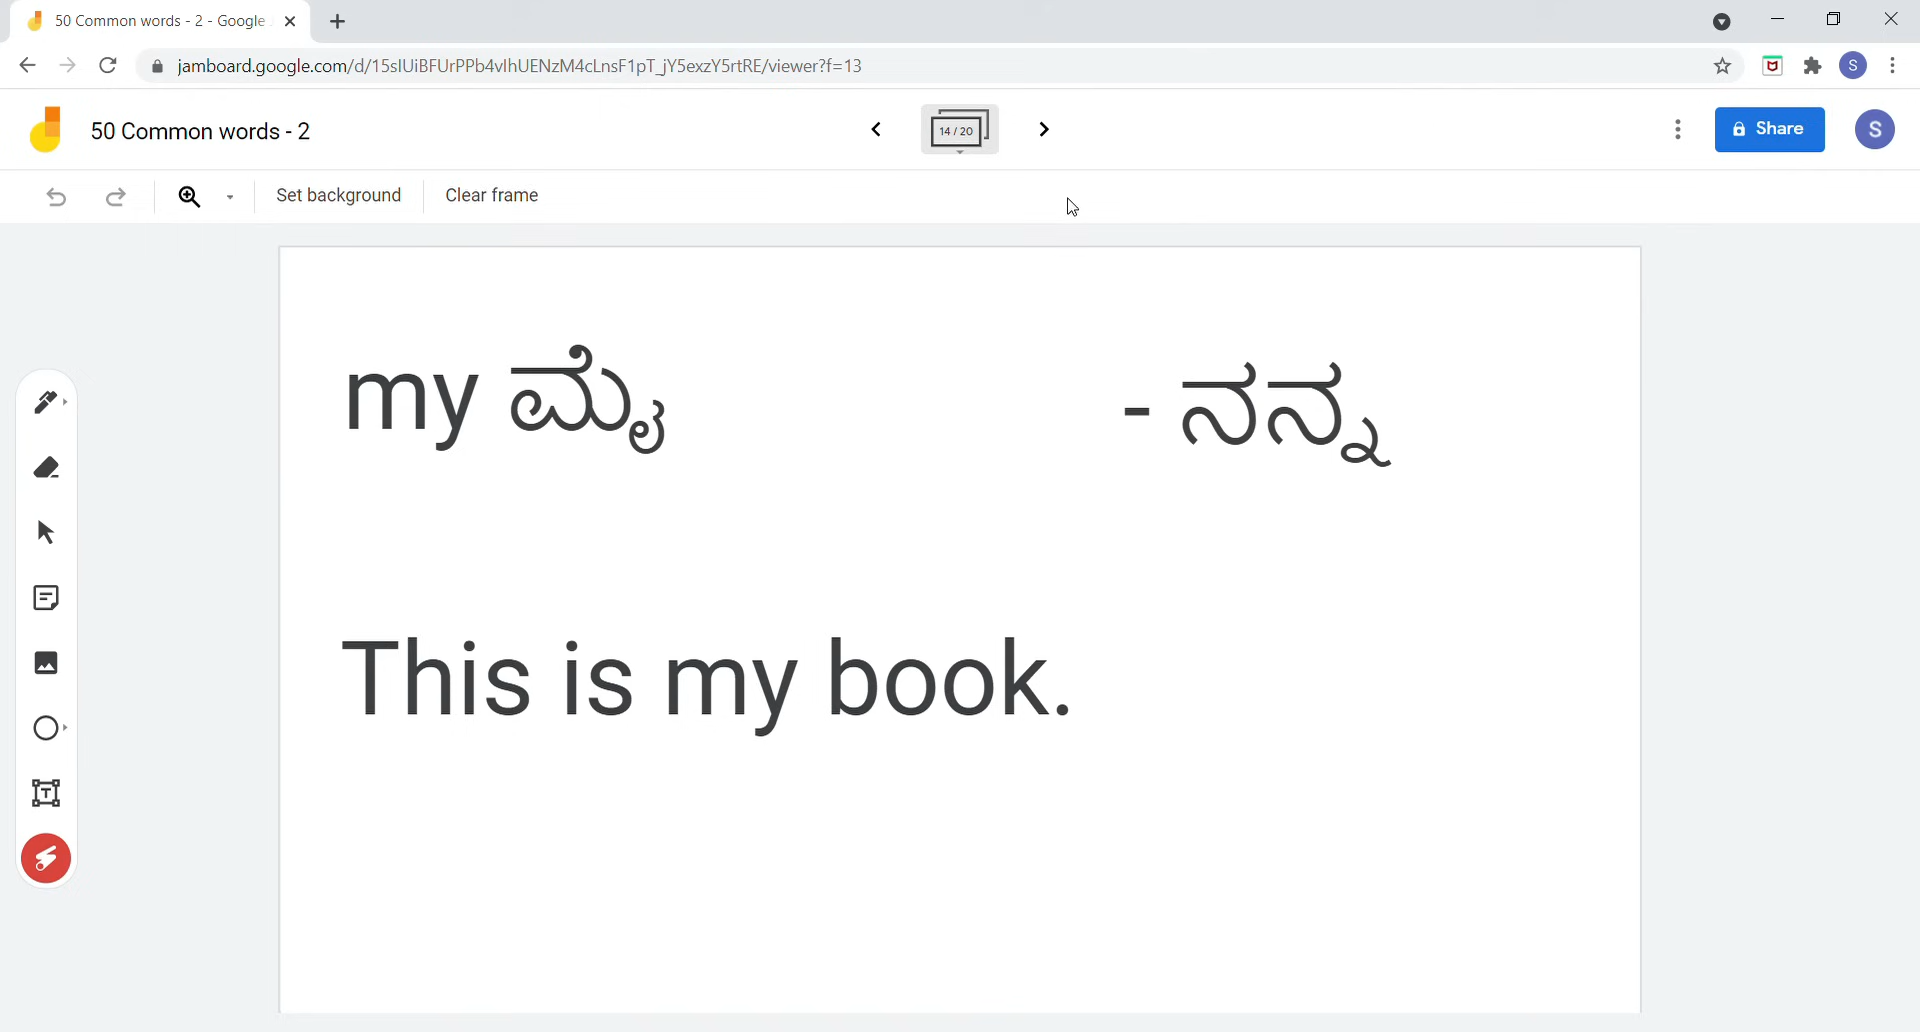 50 Common words - 2 - Google
jamboard.google.com/d/15slUiBFUrPPb4vlhUENzM4cLnsF1pT_jY5exzY5rtRE/viewer?f=13
S
50 Common words - 2
14 / 20
Share
S
Set background
Clear frame
my ಮೈ - ನನ್ನ
This is my book.